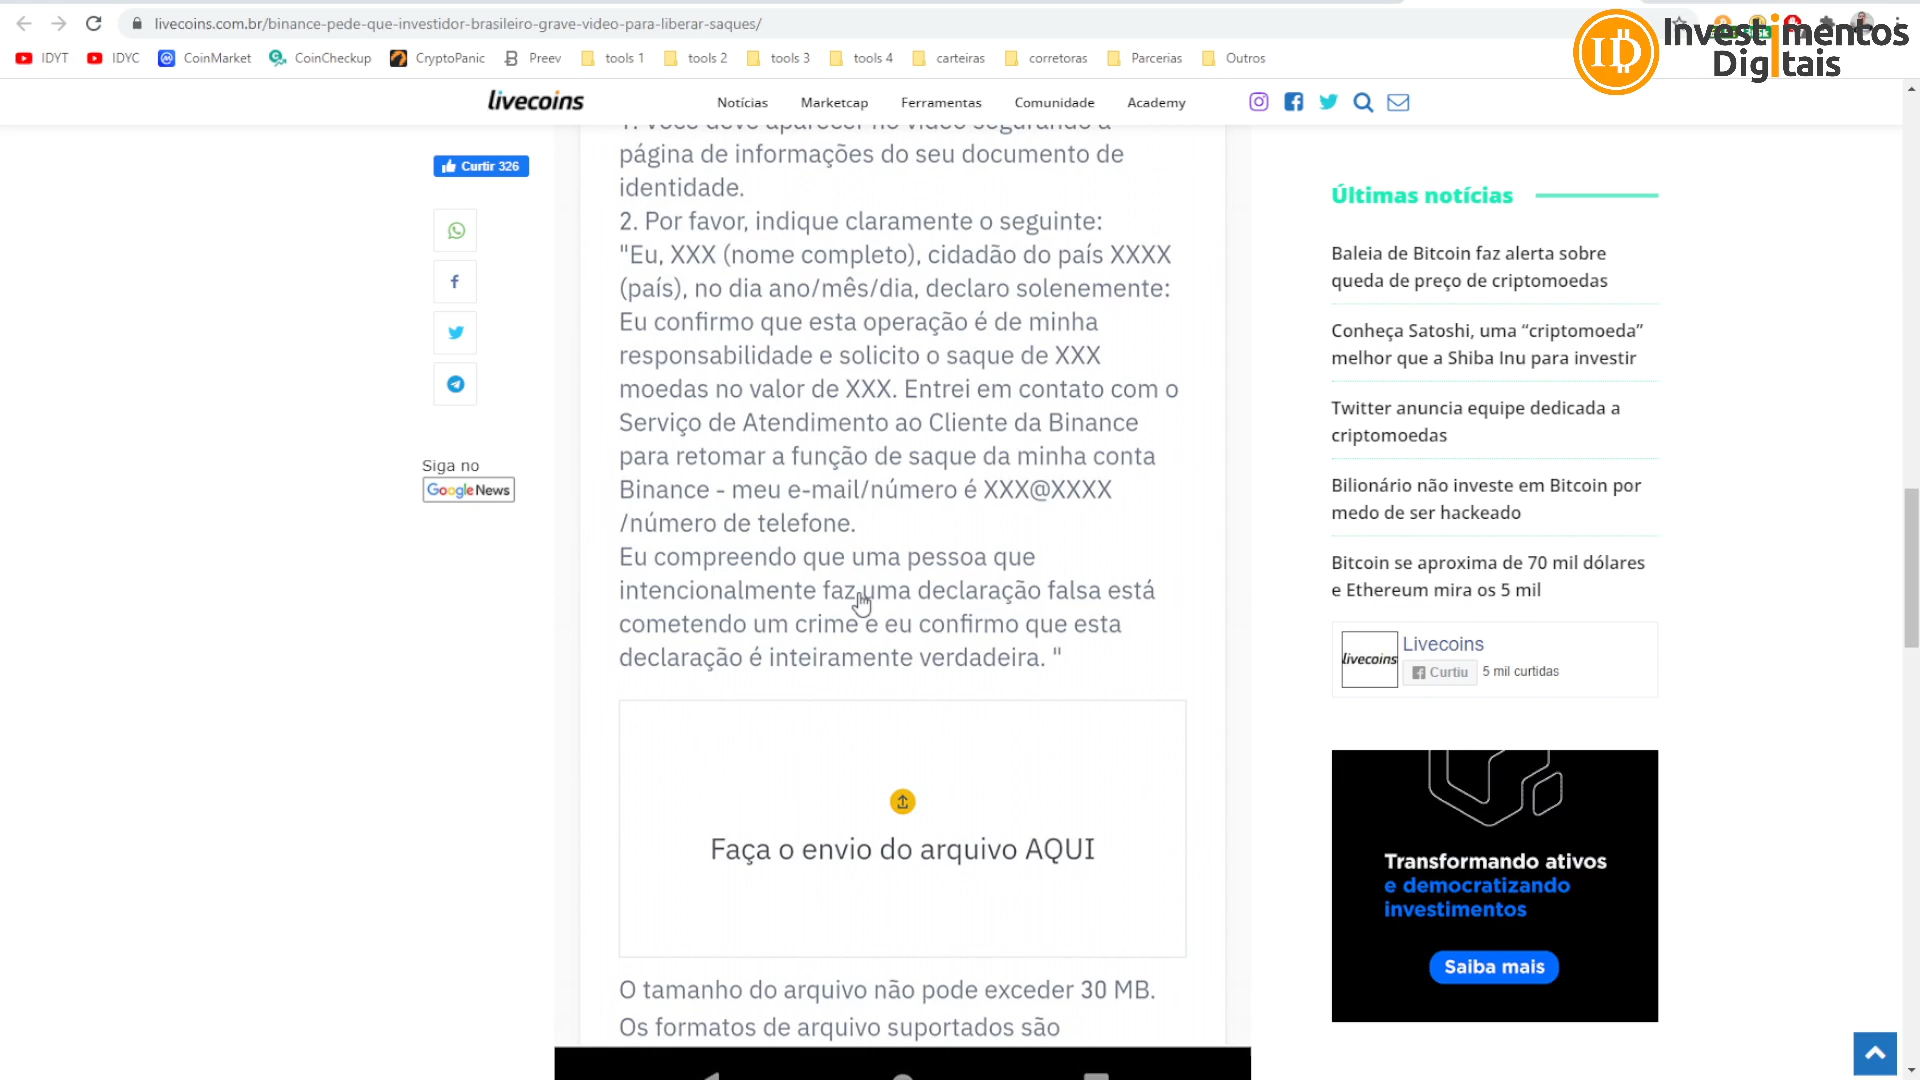 livecoins.com.br/binance-pede-que-investidor-brasileiro-grave-video-para-liberar-saques/
IDYT
IDYC
CoinMarket
CoinCheckup
CryptoPanic
Preev
tools 1
tools 2
tools 3
tools 4
carteiras
corretoras
Parcerias
Outros
Investimentos
Digitais
livecoins
Notícias
Marketcap
Ferramentas
Comunidade
Academy
Curtir 326
Siga no
Google News
1. Você deve aparecer no vídeo segurando a
página de informações do seu documento de
identidade.
2. Por favor, indique claramente o seguinte:
"Eu, XXX (nome completo), cidadão do país XXXX
(país), no dia ano/mês/dia, declaro solenemente:
Eu confirmo que esta operação é de minha
responsabilidade e solicito o saque de XXX
moedas no valor de XXX. Entrei em contato com o
Serviço de Atendimento ao Cliente da Binance
para retomar a função de saque da minha conta
Binance - meu e-mail/número é XXX@XXXX
/número de telefone.
Eu compreendo que uma pessoa que
intencionalmente faz uma declaração falsa está
cometendo um crime e eu confirmo que esta
declaração é inteiramente verdadeira. "
Faça o envio do arquivo AQUI
O tamanho do arquivo não pode exceder 30 MB.
Os formatos de arquivo suportados são
Últimas notícias
Baleia de Bitcoin faz alerta sobre
queda de preço de criptomoedas
Conheça Satoshi, uma “criptomoeda”
melhor que a Shiba Inu para investir
Twitter anuncia equipe dedicada a
criptomoedas
Bilionário não investe em Bitcoin por
medo de ser hackeado
Bitcoin se aproxima de 70 mil dólares
e Ethereum mira os 5 mil
livecoins
Livecoins
Curtiu
5 mil curtidas
Transformando ativos
e democratizando
investimentos
Saiba mais